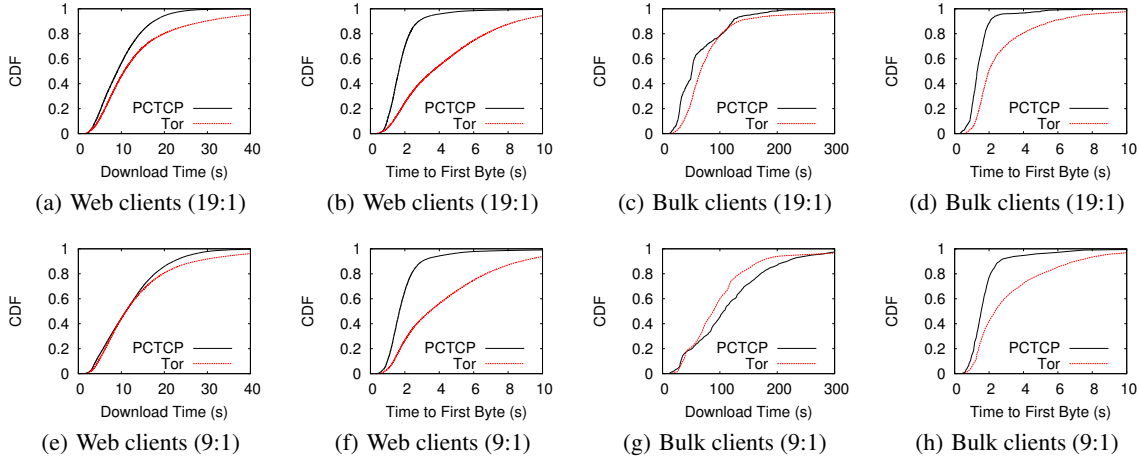 1
0.8
0.6
0.4
0.2
0
CDF
PCTCP
Tor
0 10 20 30 40
Download Time (s)
(a) Web clients (19:1)
1
0.8
0.6
0.4
0.2
0
CDF
PCTCP
Tor
0 2 4 6 8 10
Time to First Byte (s)
(b) Web clients (19:1)
1
0.8
0.6
0.4
0.2
0
CDF
PCTCP
Tor
0 100 200 300
Download Time (s)
(c) Bulk clients (19:1)
1
0.8
0.6
0.4
0.2
0
CDF
PCTCP
Tor
0 2 4 6 8 10
Time to First Byte (s)
(d) Bulk clients (19:1)
1
0.8
0.6
0.4
0.2
0
CDF
PCTCP
Tor
0 10 20 30 40
Download Time (s)
(e) Web clients (9:1)
1
0.8
0.6
0.4
0.2
0
CDF
PCTCP
Tor
0 2 4 6 8 10
Time to First Byte (s)
(f) Web clients (9:1)
1
0.8
0.6
0.4
0.2
0
CDF
PCTCP
Tor
0 100 200 300
Download Time (s)
(g) Bulk clients (9:1)
1
0.8
0.6
0.4
0.2
0
CDF
PCTCP
Tor
0 2 4 6 8 10
Time to First Byte (s)
(h) Bulk clients (9:1)